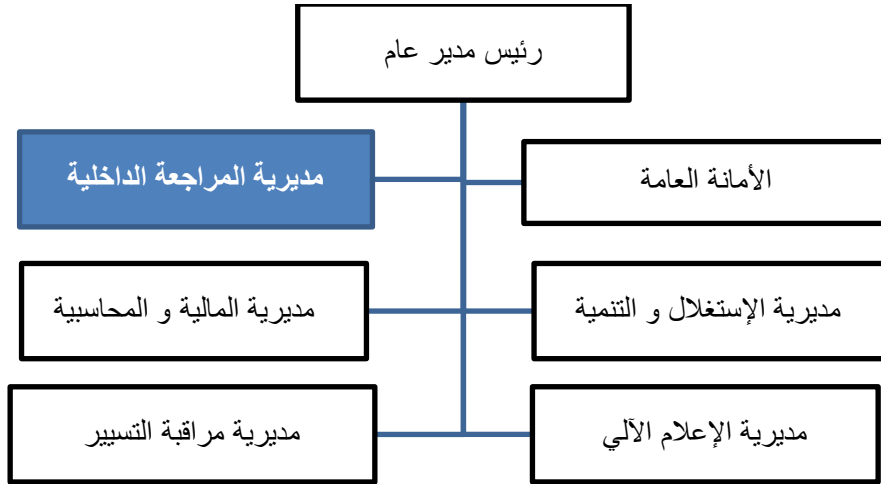 رئيس مدير عام
الأمانة العامة
مديرية المراجعة الداخلية
مديرية الإستغلال و التنمية
مديرية المالية و المحاسبية
مديرية الإعلام الآلي
مديرية مراقبة التسيير